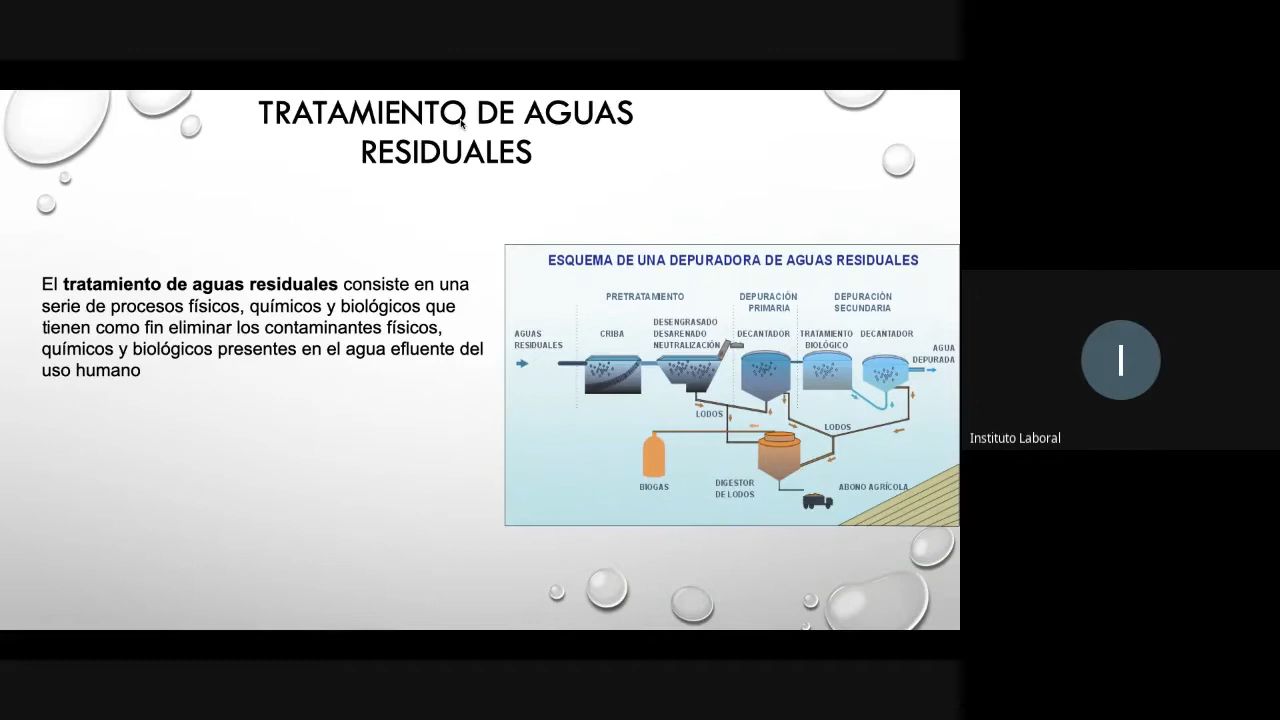 TRATAMIENTO DE AGUAS
RESIDUALES
El tratamiento de aguas residuales consiste en una
serie de procesos físicos, químicos y biológicos que
tienen como fin eliminar los contaminantes físicos,
químicos y biológicos presentes en el agua efluente del
uso humano
ESQUEMA DE UNA DEPURADORA DE AGUAS RESIDUALES
PRETRATAMIENTO
DEPURACIÓN
PRIMARIA
DEPURACIÓN
SECUNDARIA
AGUAS
RESIDUALES
CRIBA
DESENGRASADO
DESARENADO
NEUTRALIZACIÓN
DECANTADOR
TRATAMIENTO
BIOLÓGICO
DECANTADOR
AGUA
DEPURADA
LODOS
LODOS
BIOGAS
DIGESTOR
DE LODOS
ABONO AGRÍCOLA
I
Instituto Laboral